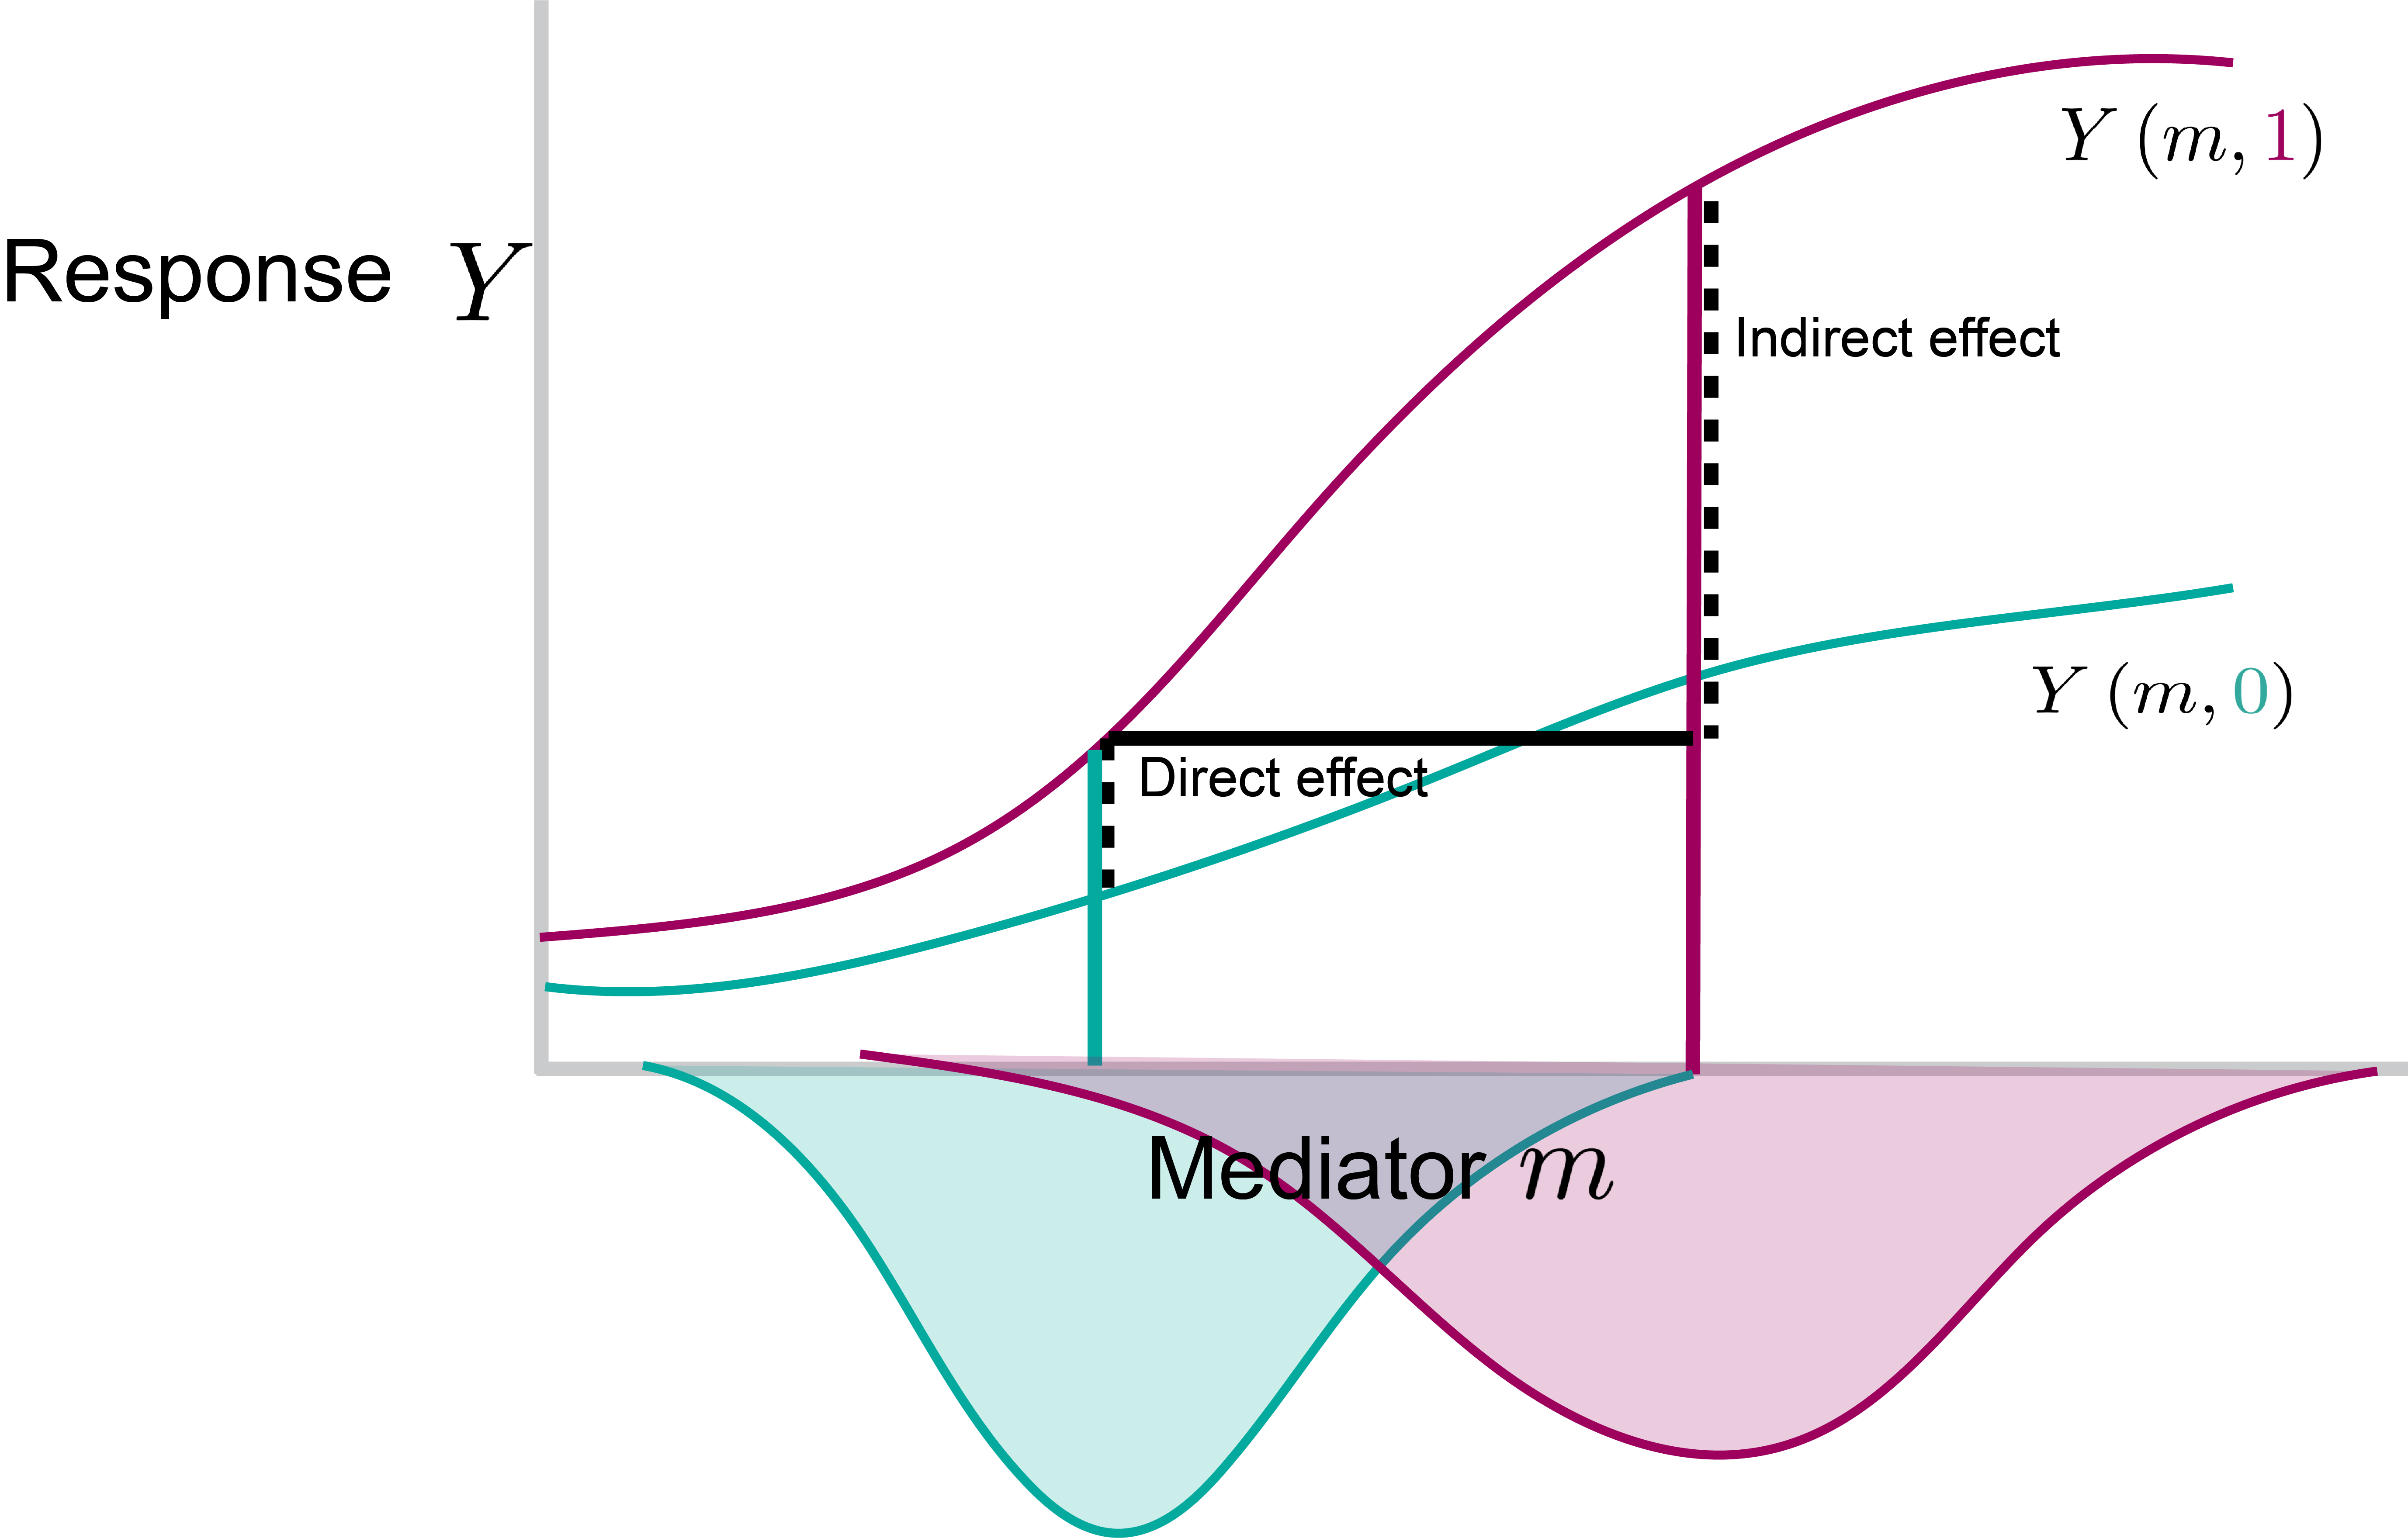 Y (m, 1)
Response Y
Indirect effect
Y (m, 0)
Direct effect
Mediator m